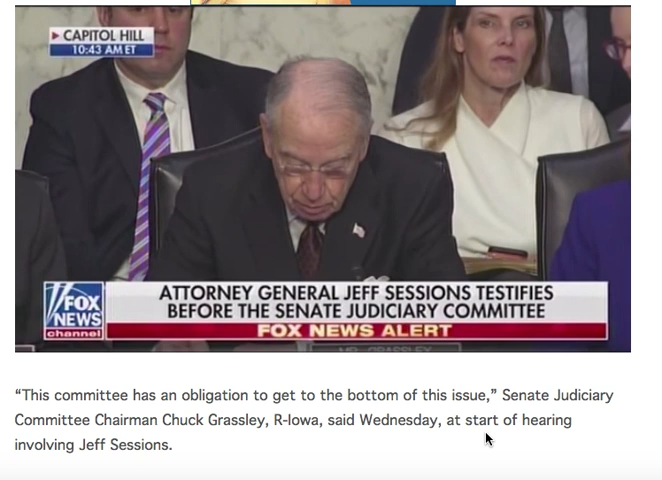 CAPITOL HILL
10:43 AM ET
ATTORNEY GENERAL JEFF SESSIONS TESTIFIES
BEFORE THE SENATE JUDICIARY COMMITTEE
FOX
NEWS
channel
FOX NEWS ALERT
MR. GRASSLEY
“This committee has an obligation to get to the bottom of this issue,” Senate Judiciary
Committee Chairman Chuck Grassley, R-Iowa, said Wednesday, at start of hearing
involving Jeff Sessions.